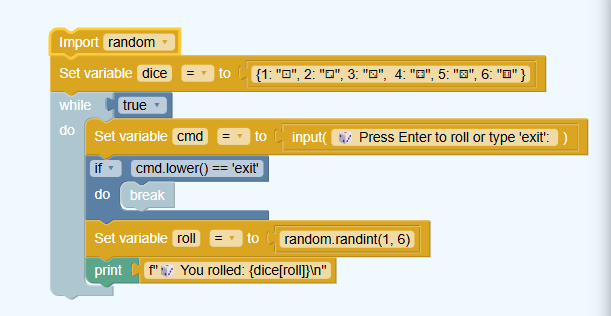 Import random
Set variable dice = to {1: "⚀", 2: "⚁", 3: "⚂", 4: "⚃", 5: "⚄", 6: "⚅" }
while true
do Set variable cmd = to input( 🎲 Press Enter to roll or type 'exit': )
if cmd.lower() == 'exit'
do break
Set variable roll = to random.randint(1, 6)
print f"🎲 You rolled: {dice[roll]}\n"